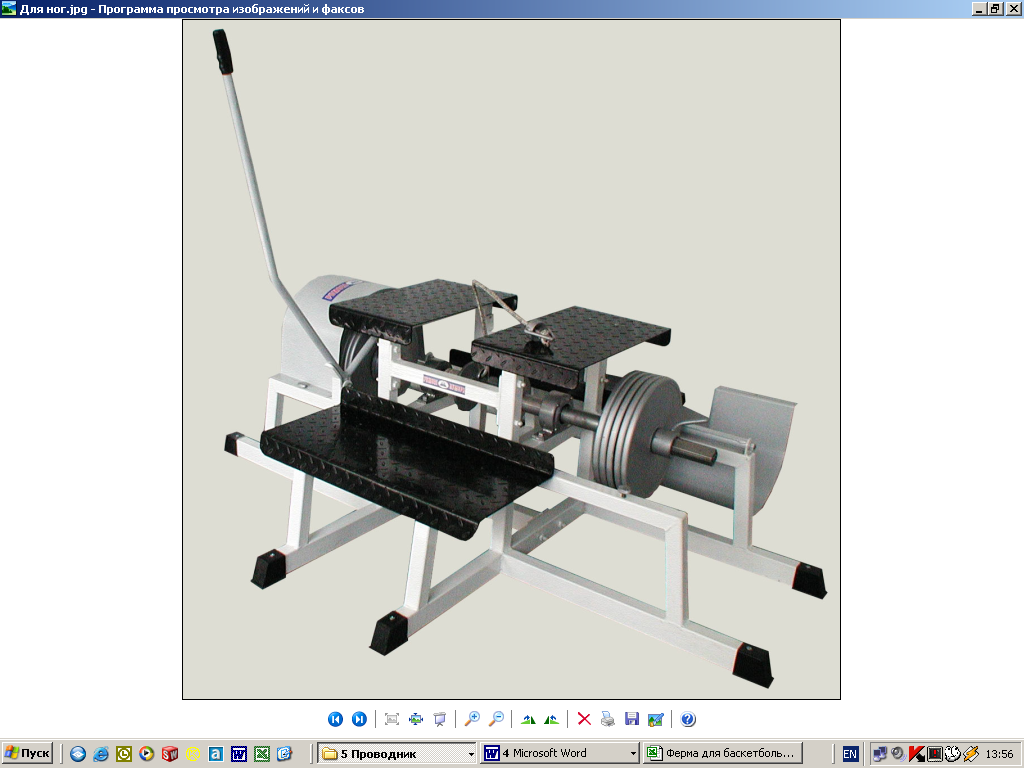 Для ног.jpg - Программа просмотра изображений и факсов
Пуск
5 Проводник
4 Microsoft Word
Ферма для баскетболь...
EN
13:56